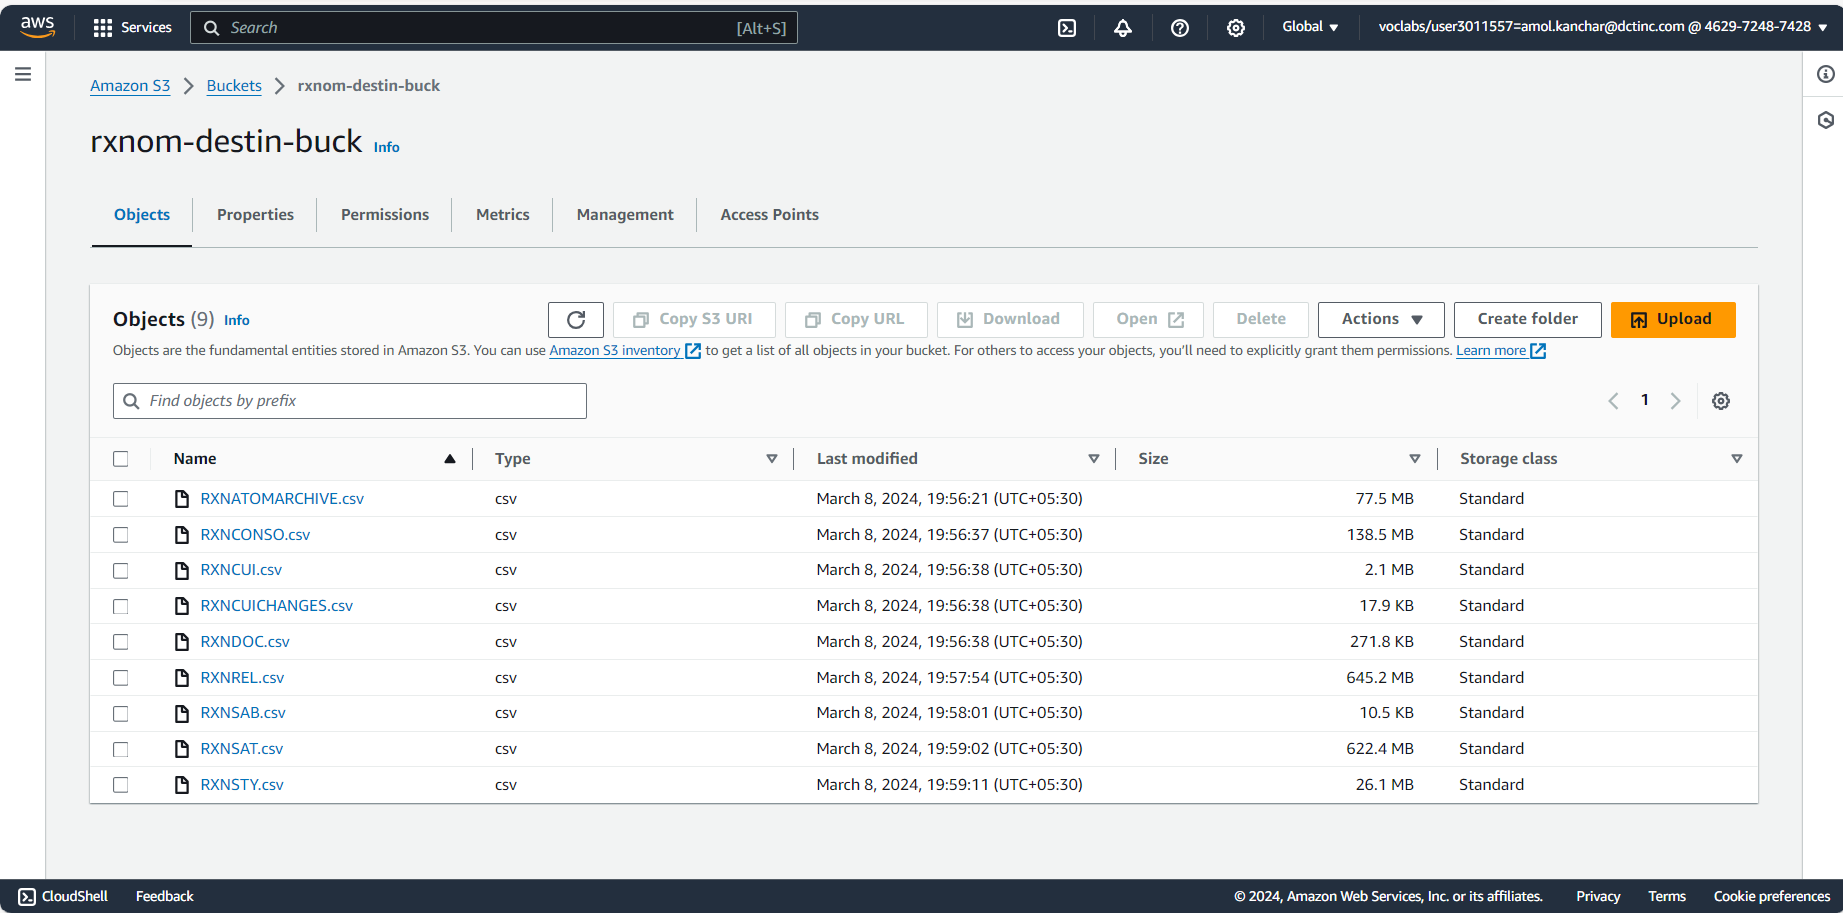 aws Services Search [Alt+S] Global voclabs/user3011557=amol.kanchar@dctinc.com @ 4629-7248-7428
Amazon S3 Buckets rxnom-destin-buck
rxnom-destin-buck Info
Objects Properties Permissions Metrics Management Access Points
Objects (9) Info Copy S3 URI Copy URL Download Open Delete Actions Create folder Upload
Objects are the fundamental entities stored in Amazon S3. You can use Amazon S3 inventory to get a list of all objects in your bucket. For others to access your objects, you'll need to explicitly grant them permissions. Learn more
Find objects by prefix 1
Name Type Last modified Size Storage class
RXNATOMARCHIVE.csv csv March 8, 2024, 19:56:21 (UTC+05:30) 77.5 MB Standard
RXNCONSO.csv csv March 8, 2024, 19:56:37 (UTC+05:30) 138.5 MB Standard
RXNCUI.csv csv March 8, 2024, 19:56:38 (UTC+05:30) 2.1 MB Standard
RXNCUICHANGES.csv csv March 8, 2024, 19:56:38 (UTC+05:30) 17.9 KB Standard
RXNDOC.csv csv March 8, 2024, 19:56:38 (UTC+05:30) 271.8 KB Standard
RXNREL.csv csv March 8, 2024, 19:57:54 (UTC+05:30) 645.2 MB Standard
RXNSAB.csv csv March 8, 2024, 19:58:01 (UTC+05:30) 10.5 KB Standard
RXNSAT.csv csv March 8, 2024, 19:59:02 (UTC+05:30) 622.4 MB Standard
RXNSTY.csv csv March 8, 2024, 19:59:11 (UTC+05:30) 26.1 MB Standard
CloudShell Feedback © 2024, Amazon Web Services, Inc. or its affiliates. Privacy Terms Cookie preferences